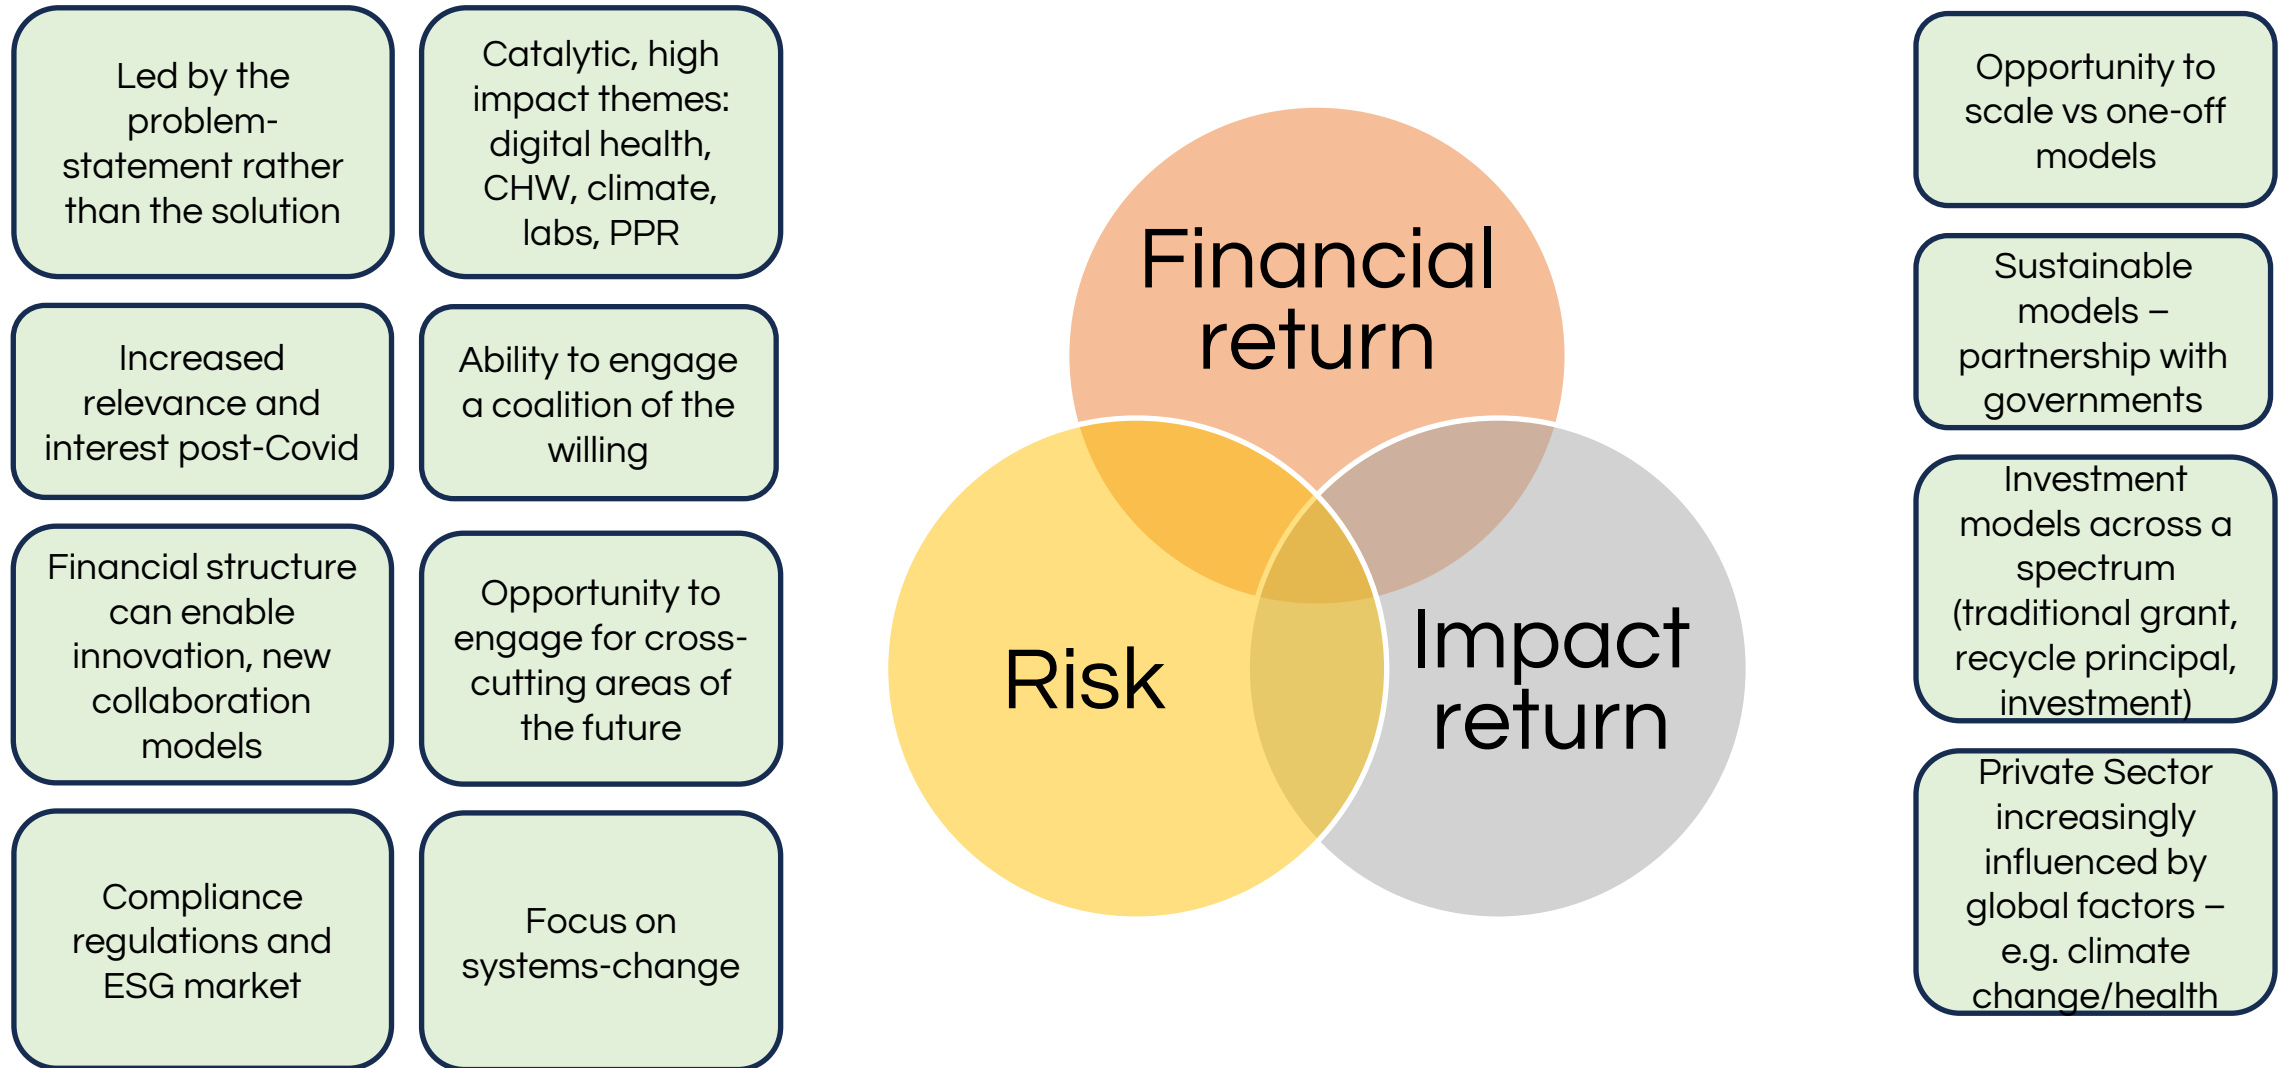 Led by the
problem-
statement rather
than the solution
Catalytic, high
impact themes:
digital health,
CHW, climate,
labs, PPR
Increased
relevance and
interest post-Covid
Ability to engage
a coalition of the
willing
Financial structure
can enable
innovation, new
collaboration
models
Opportunity to
engage for cross-
cutting areas of
the future
Compliance
regulations and
ESG market
Focus on
systems-change
Financial
return
Risk
Impact
return
Opportunity to
scale vs one-off
models
Sustainable
models –
partnership with
governments
Investment
models across a
spectrum
(traditional grant,
recycle principal,
investment)
Private Sector
increasingly
influenced by
global factors –
e.g. climate
change/health